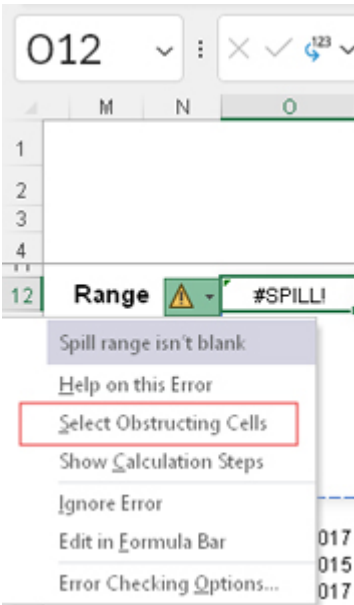 O12
123
M N O
1
2
3
4
12 Range #SPILL!
Spill range isn't blank
Help on this Error
Select Obstructing Cells
Show Calculation Steps
Ignore Error
Edit in Formula Bar
017
015
Error Checking Options...
017